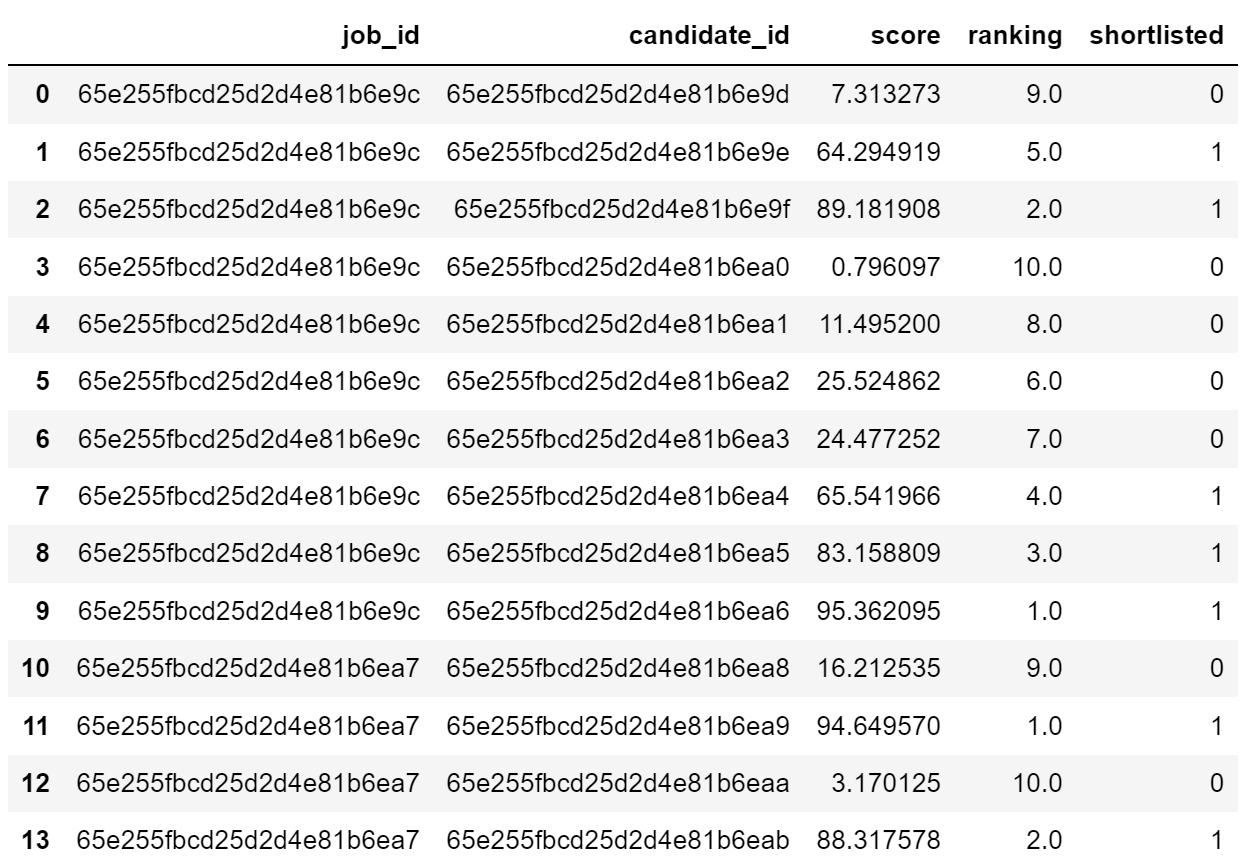 job_id candidate_id score ranking shortlisted
0 65e255fbcd25d2d4e81b6e9c 65e255fbcd25d2d4e81b6e9d 7.313273 9.0 0
1 65e255fbcd25d2d4e81b6e9c 65e255fbcd25d2d4e81b6e9e 64.294919 5.0 1
2 65e255fbcd25d2d4e81b6e9c 65e255fbcd25d2d4e81b6e9f 89.181908 2.0 1
3 65e255fbcd25d2d4e81b6e9c 65e255fbcd25d2d4e81b6ea0 0.796097 10.0 0
4 65e255fbcd25d2d4e81b6e9c 65e255fbcd25d2d4e81b6ea1 11.495200 8.0 0
5 65e255fbcd25d2d4e81b6e9c 65e255fbcd25d2d4e81b6ea2 25.524862 6.0 0
6 65e255fbcd25d2d4e81b6e9c 65e255fbcd25d2d4e81b6ea3 24.477252 7.0 0
7 65e255fbcd25d2d4e81b6e9c 65e255fbcd25d2d4e81b6ea4 65.541966 4.0 1
8 65e255fbcd25d2d4e81b6e9c 65e255fbcd25d2d4e81b6ea5 83.158809 3.0 1
9 65e255fbcd25d2d4e81b6e9c 65e255fbcd25d2d4e81b6ea6 95.362095 1.0 1
10 65e255fbcd25d2d4e81b6ea7 65e255fbcd25d2d4e81b6ea8 16.212535 9.0 0
11 65e255fbcd25d2d4e81b6ea7 65e255fbcd25d2d4e81b6ea9 94.649570 1.0 1
12 65e255fbcd25d2d4e81b6ea7 65e255fbcd25d2d4e81b6eaa 3.170125 10.0 0
13 65e255fbcd25d2d4e81b6ea7 65e255fbcd25d2d4e81b6eab 88.317578 2.0 1